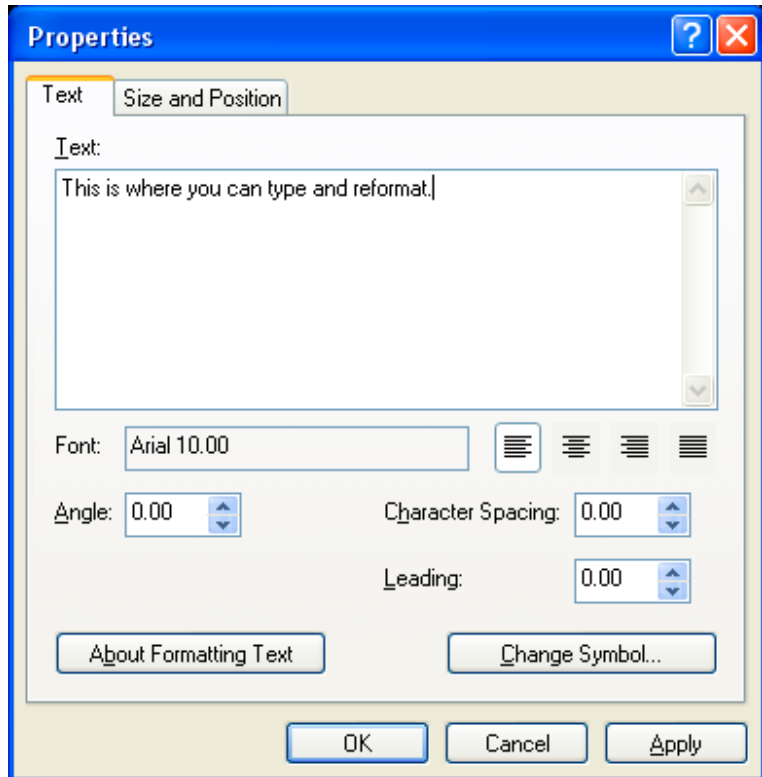 Properties ?
Text Size and Position
Text:
This is where you can type and reformat.
Font: Arial 10.00
Angle: 0.00 Character Spacing: 0.00
Leading: 0.00
About Formatting Text Change Symbol...
OK Cancel Apply